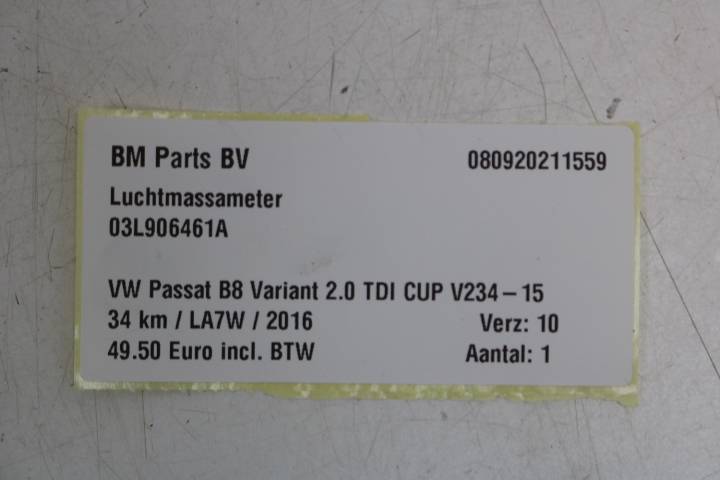 BM Parts BV 080920211559
Luchtmassameter
03L906461A
VW Passat B8 Variant 2.0 TDI CUP V234-15
34 km / LA7W / 2016 Verz: 10
49.50 Euro incl. BTW Aantal: 1